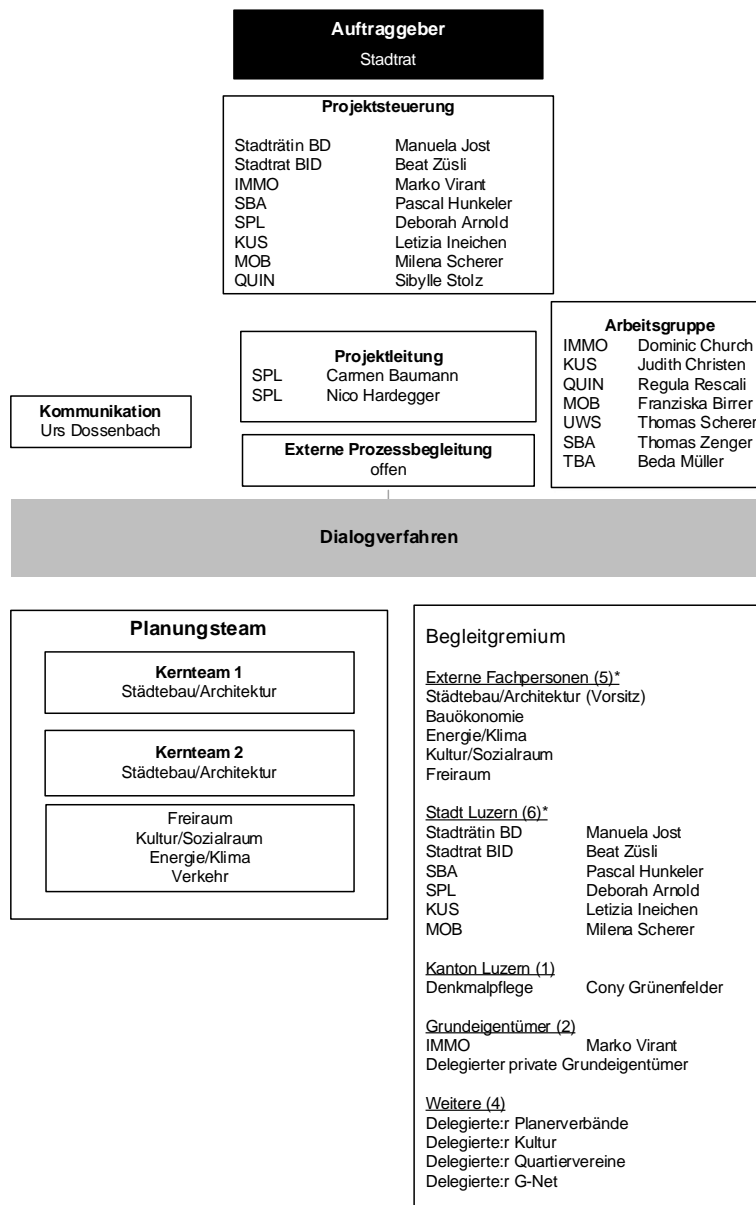 Auftraggeber
Stadtrat
Projektsteuerung
Stadträtin BD Manuela Jost
Stadtrat BID Beat Züsli
IMMO Marko Virant
SBA Pascal Hunkeler
SPL Deborah Arnold
KUS Letizia Ineichen
MOB Milena Scherer
QUIN Sibylle Stolz
Projektleitung
SPL Carmen Baumann
SPL Nico Hardegger
Arbeitsgruppe
IMMO Dominic Church
KUS Judith Christen
QUIN Regula Rescali
MOB Franziska Birrer
UWS Thomas Scherer
SBA Thomas Zenger
TBA Beda Müller
Kommunikation
Urs Dossenbach
Externe Prozessbegleitung
offen
Dialogverfahren
Planungsteam
Kernteam 1
Städtebau/Architektur
Kernteam 2
Städtebau/Architektur
Freiraum
Kultur/Sozialraum
Energie/Klima
Verkehr
Begleitgremium
Externe Fachpersonen (5)*
Städtebau/Architektur (Vorsitz)
Bauökonomie
Energie/Klima
Kultur/Sozialraum
Freiraum
Stadt Luzern (6)*
Stadträtin BD Manuela Jost
Stadtrat BID Beat Züsli
SBA Pascal Hunkeler
SPL Deborah Arnold
KUS Letizia Ineichen
MOB Milena Scherer
Kanton Luzern (1)
Denkmalpflege Cony Grünenfelder
Grundeigentümer (2)
IMMO Marko Virant
Delegierter private Grundeigentümer
Weitere (4)
Delegierte:r Planerverbände
Delegierte:r Kultur
Delegierte:r Quartiervereine
Delegierte:r G-Net